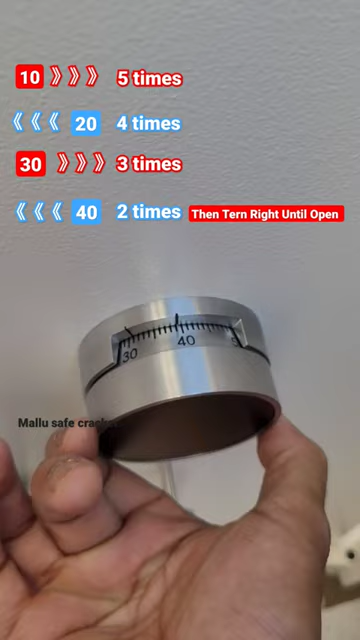 10 》》》 5 times
《《《 20 4 times
30 》》》 3 times
《《《 40 2 times Then Tern Right Until Open
30 40
Mallu safe